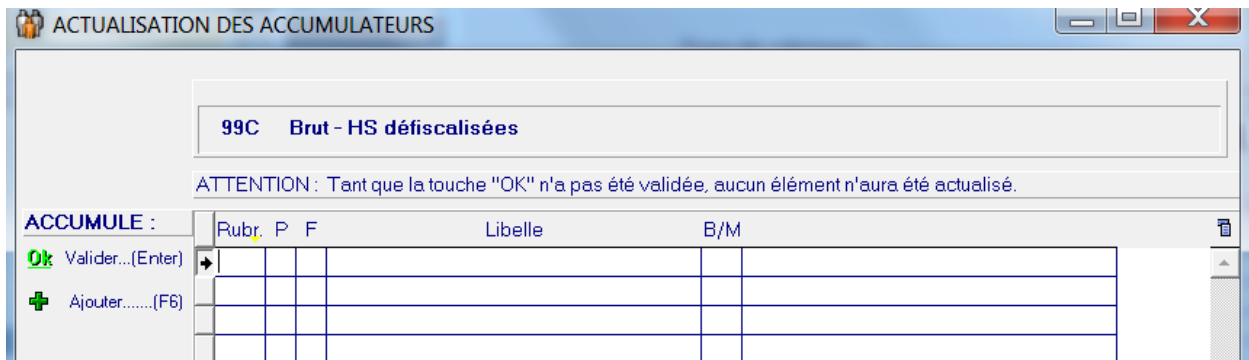 ACTUALISATION DES ACCUMULATEURS
99C Brut - HS défiscalisées
ATTENTION : Tant que la touche "OK" n'a pas été validée, aucun élément n'aura été actualisé.
ACCUMULE :
Rubr. P F Libelle B/M
Ok Valider...(Enter)
Ajouter.......(F6)